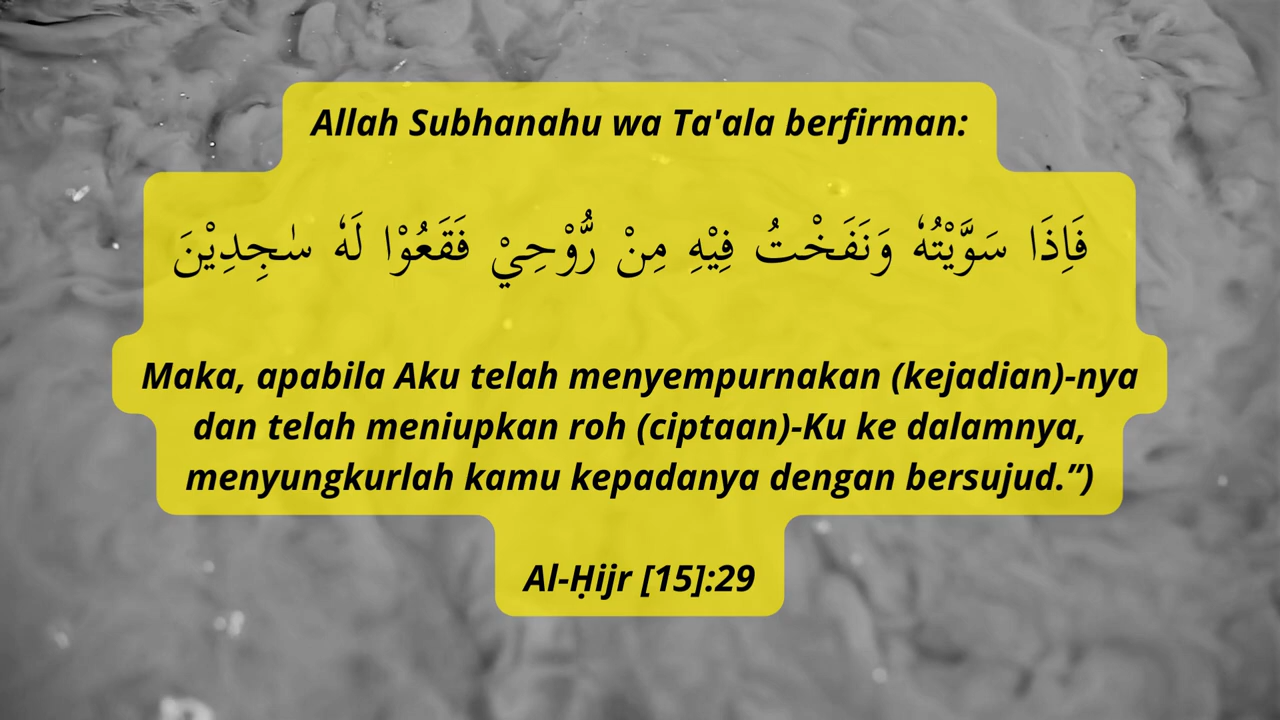 Allah Subhanahu wa Ta'ala berfirman:
فَاِذَا سَوَّيْتُهٗ وَنَفَخْتُ فِيْهِ مِنْ رُّوْحِيْ فَقَعُوْا لَهٗ سٰجِدِيْنَ
Maka, apabila Aku telah menyempurnakan (kejadian)-nya
dan telah meniupkan roh (ciptaan)-Ku ke dalamnya,
menyungkurlah kamu kepadanya dengan bersujud.”)
Al-Ḥijr [15]:29